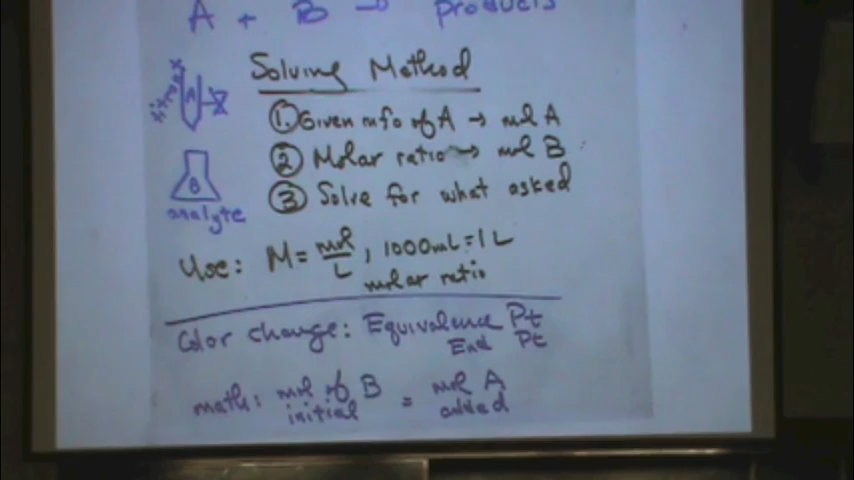 A + B → products
Solving Method
A
① Given info of A → mol A
② Molar ratio → mol B
B
③ Solve for what asked
analyte
Use: M = mol/L, 1000mL = 1L
molar ratio
Color change: Equivalence Pt
End Pt
math: mol of B initial = mol A added